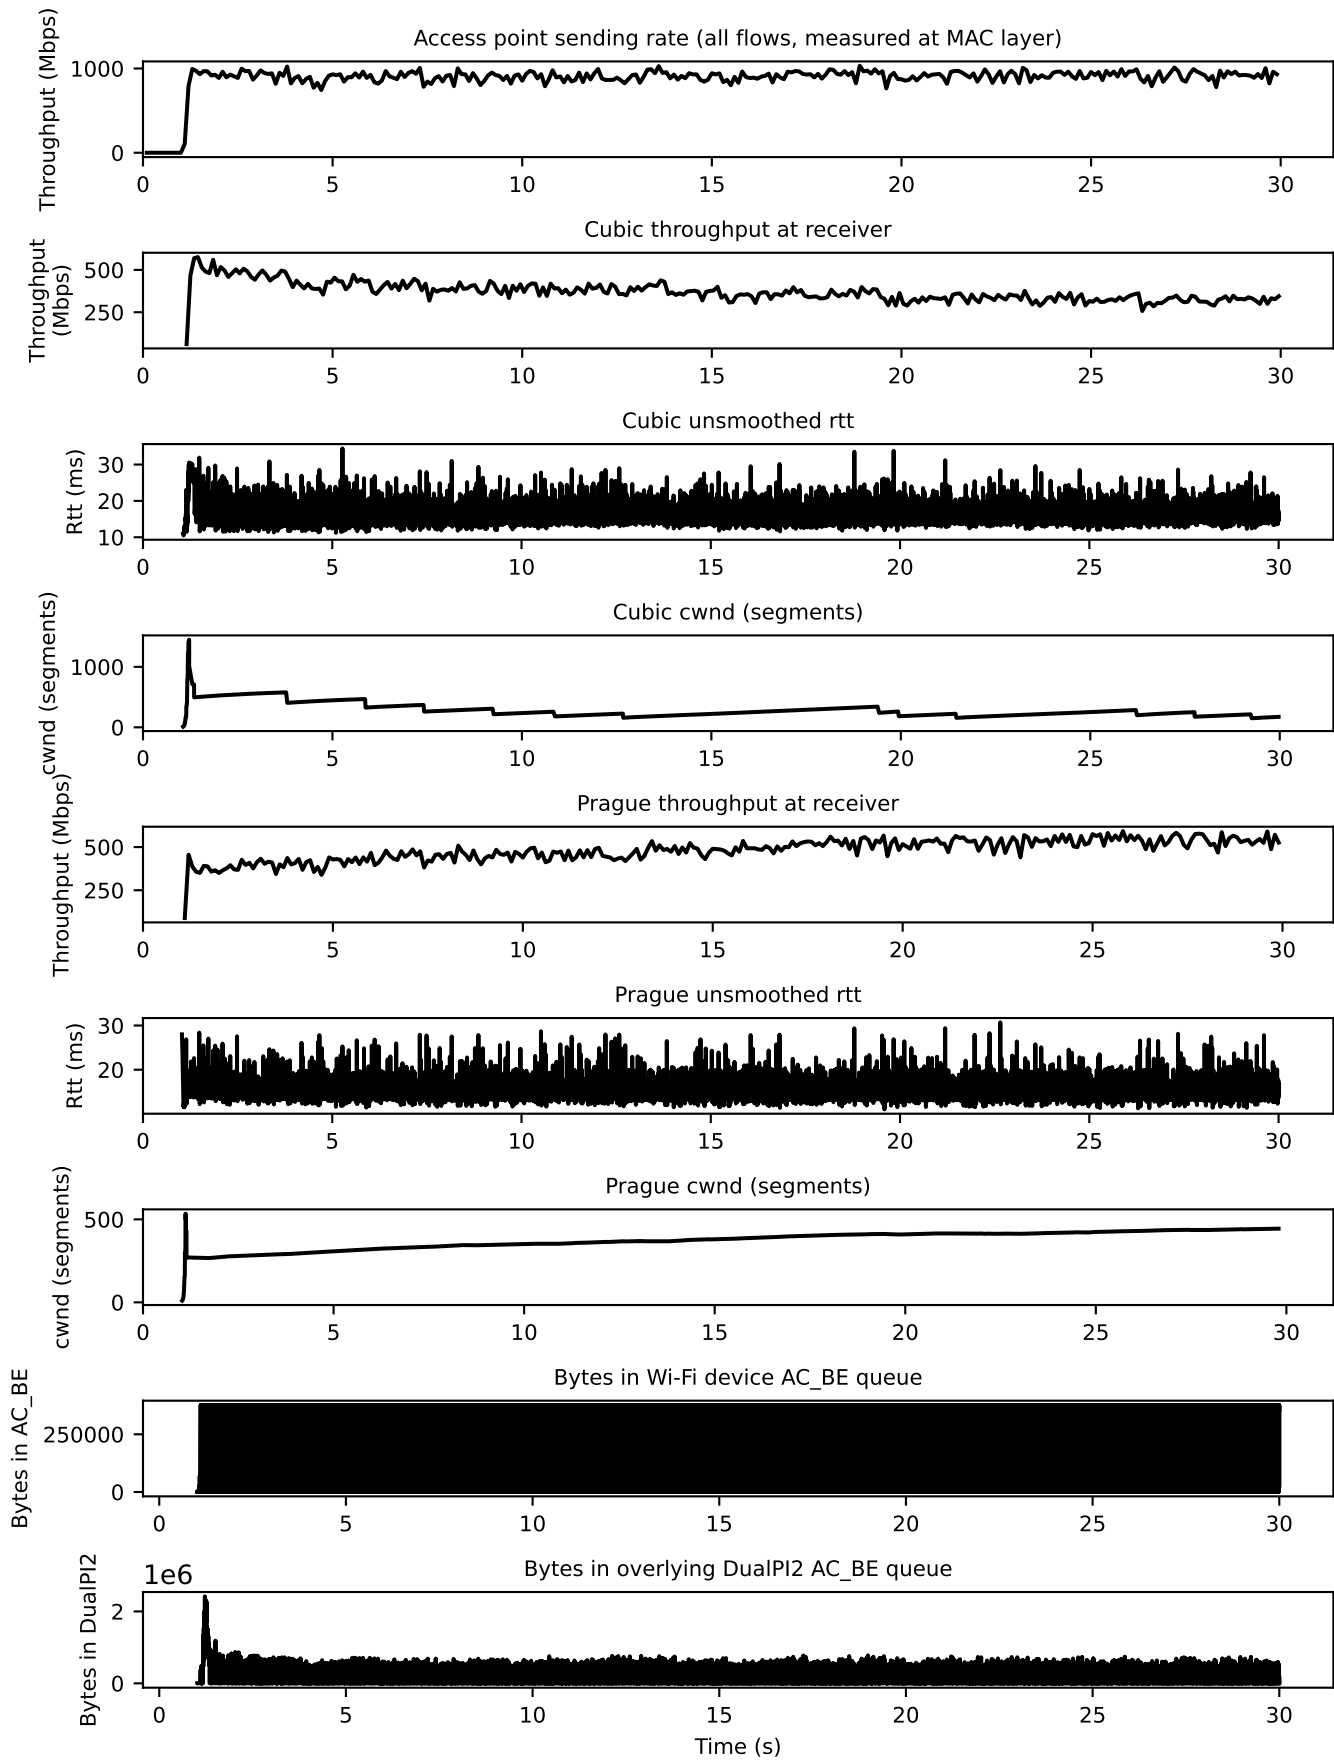 Access point sending rate (all flows, measured at MAC layer)
Throughput (Mbps)
1000
0
0 5 10 15 20 25 30
Cubic throughput at receiver
Throughput
(Mbps)
500
250
0 5 10 15 20 25 30
Cubic unsmoothed rtt
Rtt (ms)
30
20
10
0 5 10 15 20 25 30
Cubic cwnd (segments)
cwnd (segments)
1000
0
0 5 10 15 20 25 30
Prague throughput at receiver
Throughput (Mbps)
500
250
0 5 10 15 20 25 30
Prague unsmoothed rtt
Rtt (ms)
30
20
0 5 10 15 20 25 30
Prague cwnd (segments)
cwnd (segments)
500
0
0 5 10 15 20 25 30
Bytes in Wi-Fi device AC_BE queue
Bytes in AC_BE
250000
0
0 5 10 15 20 25 30
Bytes in overlying DualPI2 AC_BE queue
1e6
Bytes in DualPI2
2
0
0 5 10 15 20 25 30
Time (s)